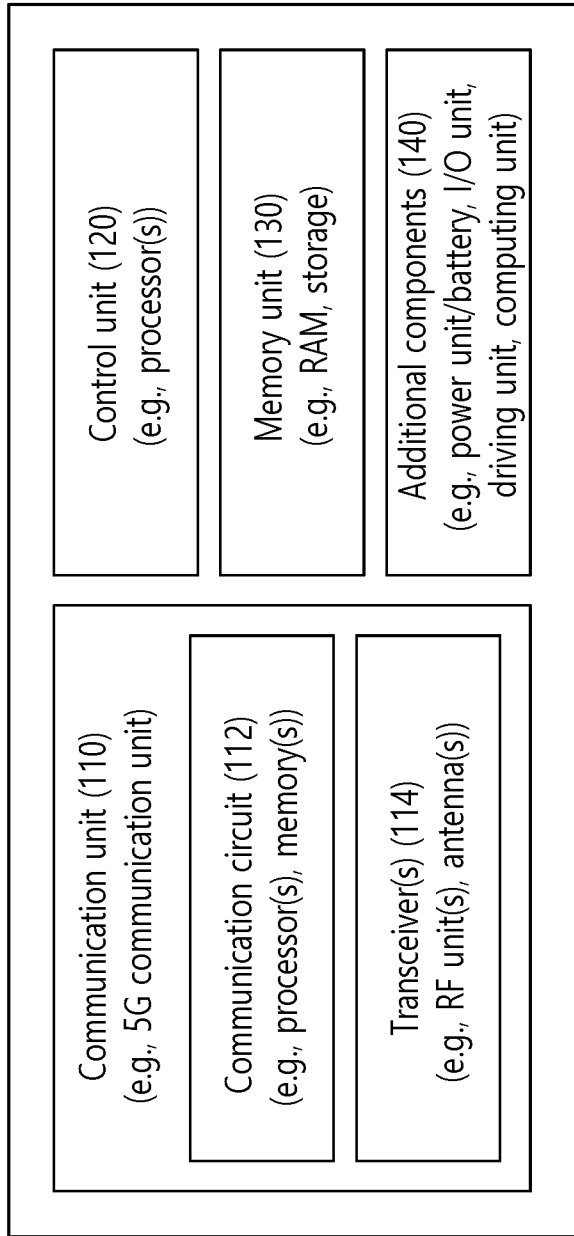 Communication unit (110)
(e.g., 5G communication unit)
Communication circuit (112)
(e.g., processor(s), memory(s))
Transceiver(s) (114)
(e.g., RF unit(s), antenna(s))
Control unit (120)
(e.g., processor(s))
Memory unit (130)
(e.g., RAM, storage)
Additional components (140)
(e.g., power unit/battery, I/O unit,
driving unit, computing unit)